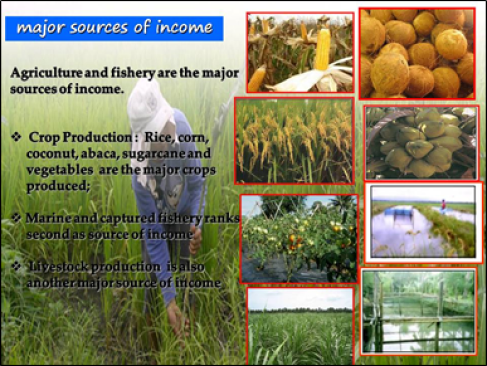 major sources of income
Agriculture and fishery are the major
sources of income.
❖ Crop Production : Rice, corn,
coconut, abaca, sugarcane and
vegetables are the major crops
produced;
❖ Marine and captured fishery ranks
second as source of income
❖ Livestock production is also
another major source of income